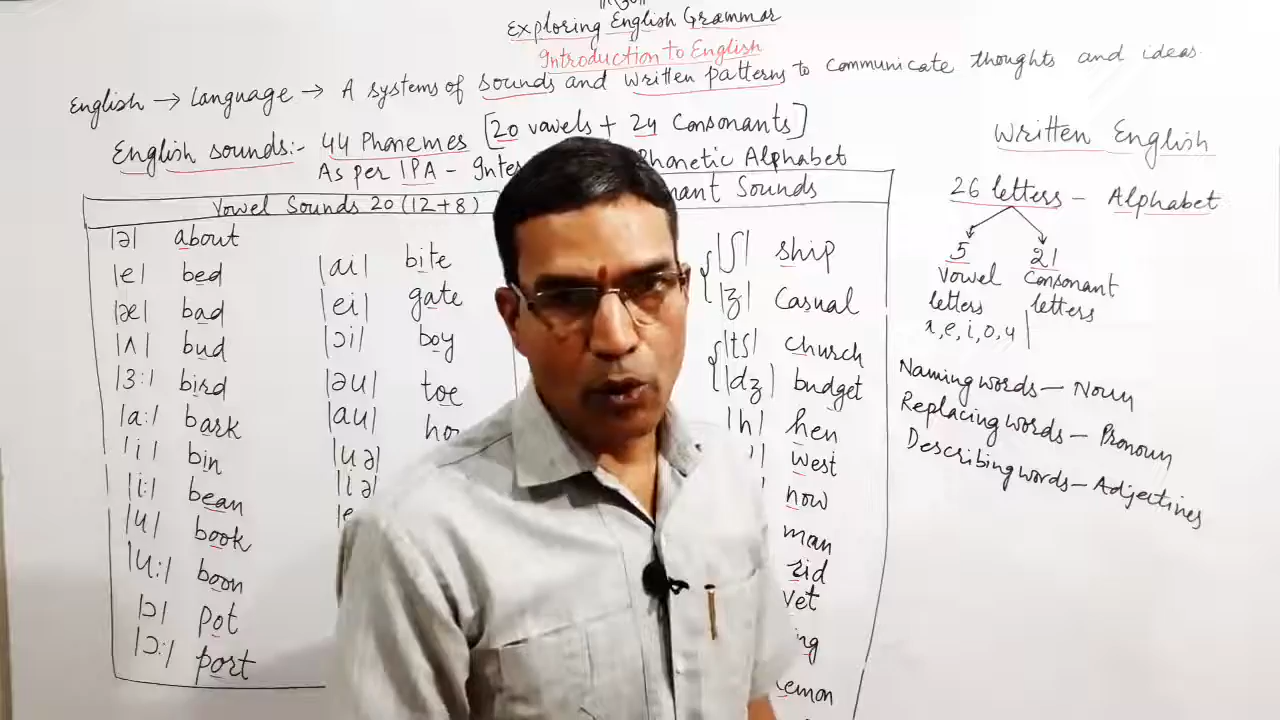 Exploring English Grammar
Introduction to English
English → Language → A systems of sounds and written patterns to communicate thoughts and ideas.
English sounds:- 44 Phonemes [20 vowels + 24 Consonants]
As per IPA - Phonetic Alphabet
Vowel Sounds 20 (12+8)
Sounds
|ə| about
|e| bed
|æ| bad
|ʌ| bud
|3:| bird
|a:| bark
|i| bin
|i:| bean
|u| book
|u:| boon
|ɔ| pot
|ɔ:| port
|ai| bite
|ei| gate
|ɔi| boy
|əu| toe
|au|
|uə|
|iə|
|ʃ| ship
|ʒ| Casual
|tʃ| church
|dʒ| budget
|h| hen
west
now
man
rid
vet
Written English
26 letters - Alphabet
5 21
vowel Consonant
letters letters
a, e, i, o, u
Naming words - Noun
Replacing words - Pronoun
Describing words - Adjectives